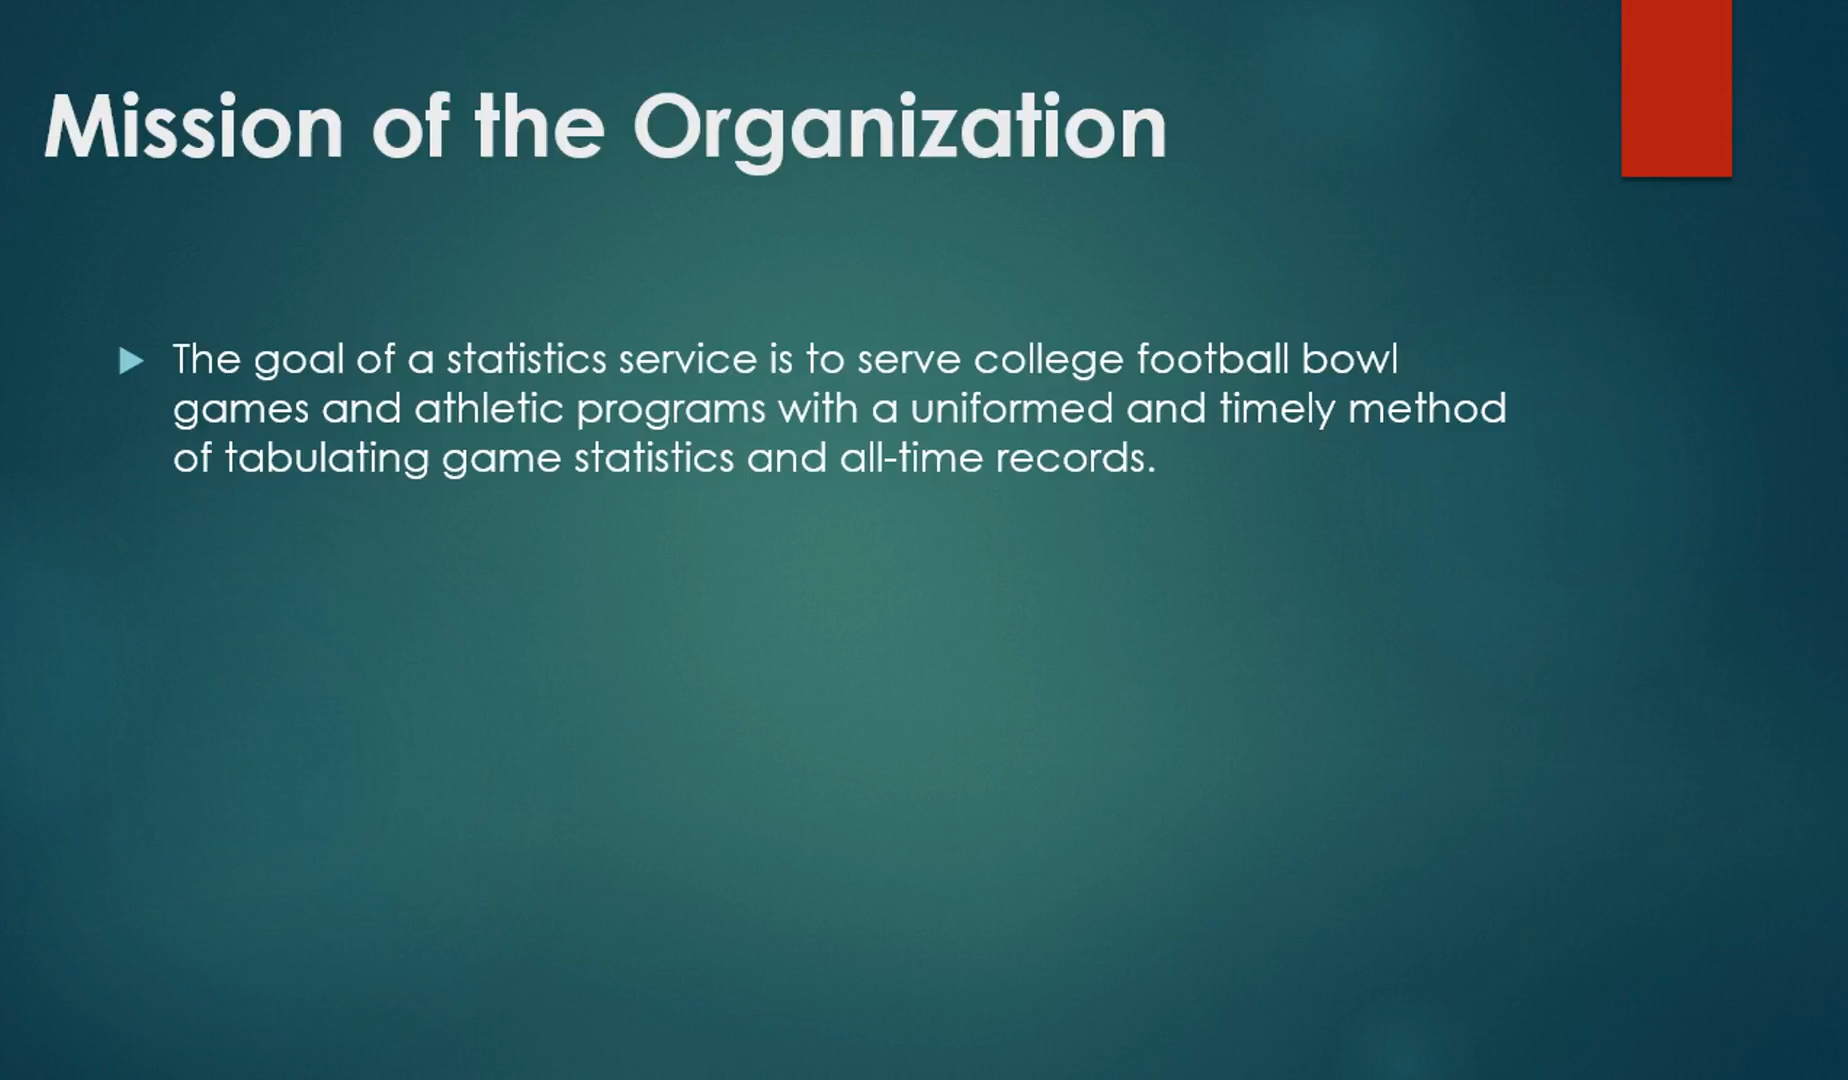 Mission of the Organization
The goal of a statistics service is to serve college football bowl
games and athletic programs with a uniformed and timely method
of tabulating game statistics and all-time records.